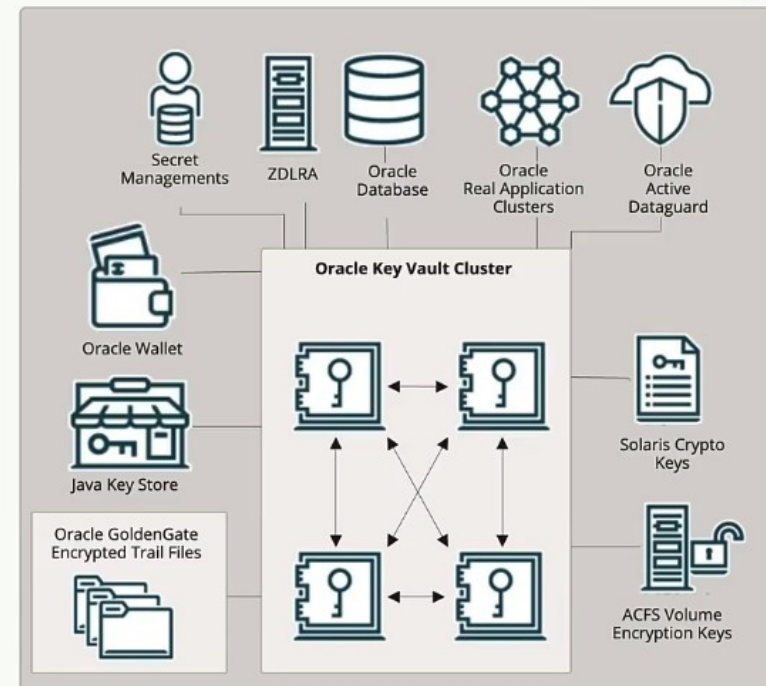 Secret
Managements
ZDLRA
Oracle
Database
Oracle
Real Application
Clusters
Oracle
Active
Dataguard
Oracle Key Vault Cluster
Oracle Wallet
Java Key Store
Oracle GoldenGate
Encrypted Trail Files
Solaris Crypto
Keys
ACFS Volume
Encryption Keys